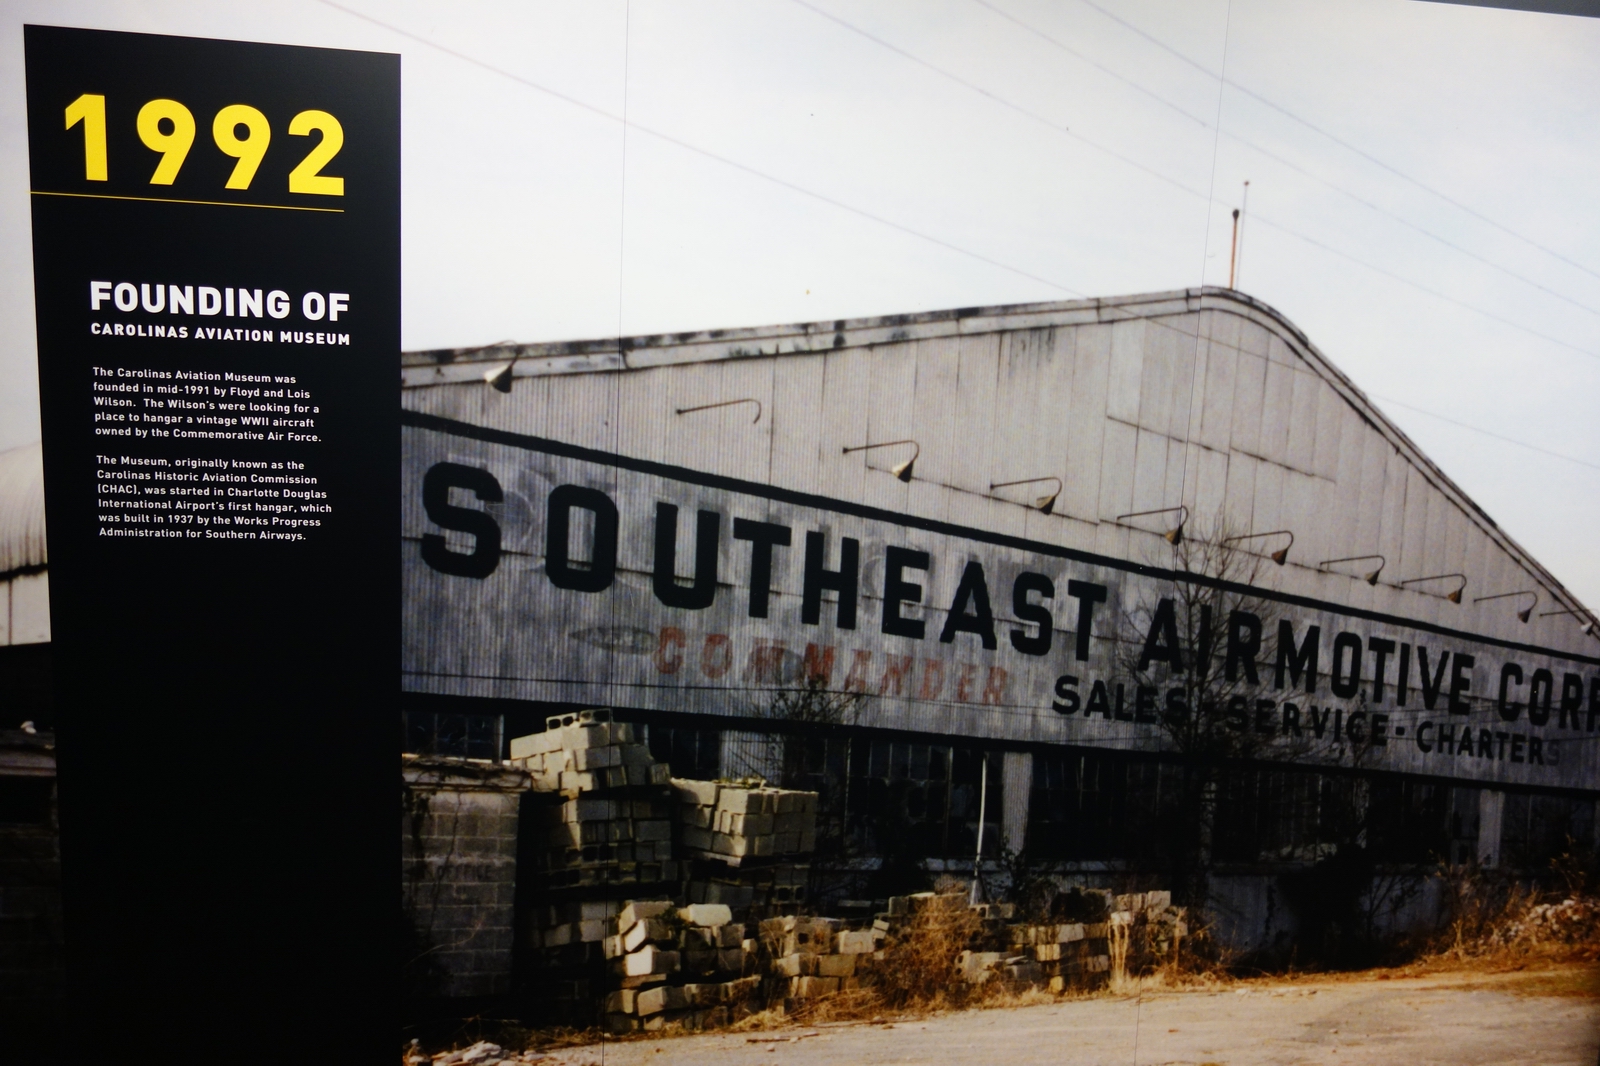 1992
FOUNDING OF
CAROLINAS AVIATION MUSEUM
The Carolinas Aviation Museum was
founded in mid-1991 by Floyd and Lois
Wilson. The Wilson's were looking for a
place to hangar a vintage WWII aircraft
owned by the Commemorative Air Force.
The Museum, originally known as the
Carolinas Historic Aviation Commission
(CHAC), was started in Charlotte Douglas
International Airport's first hangar, which
was built in 1937 by the Works Progress
Administration for Southern Airways.
SOUTHEAST AIRMOTIVE CORP
COMMANDER
SALES · SERVICE · CHARTERS
OFFICE